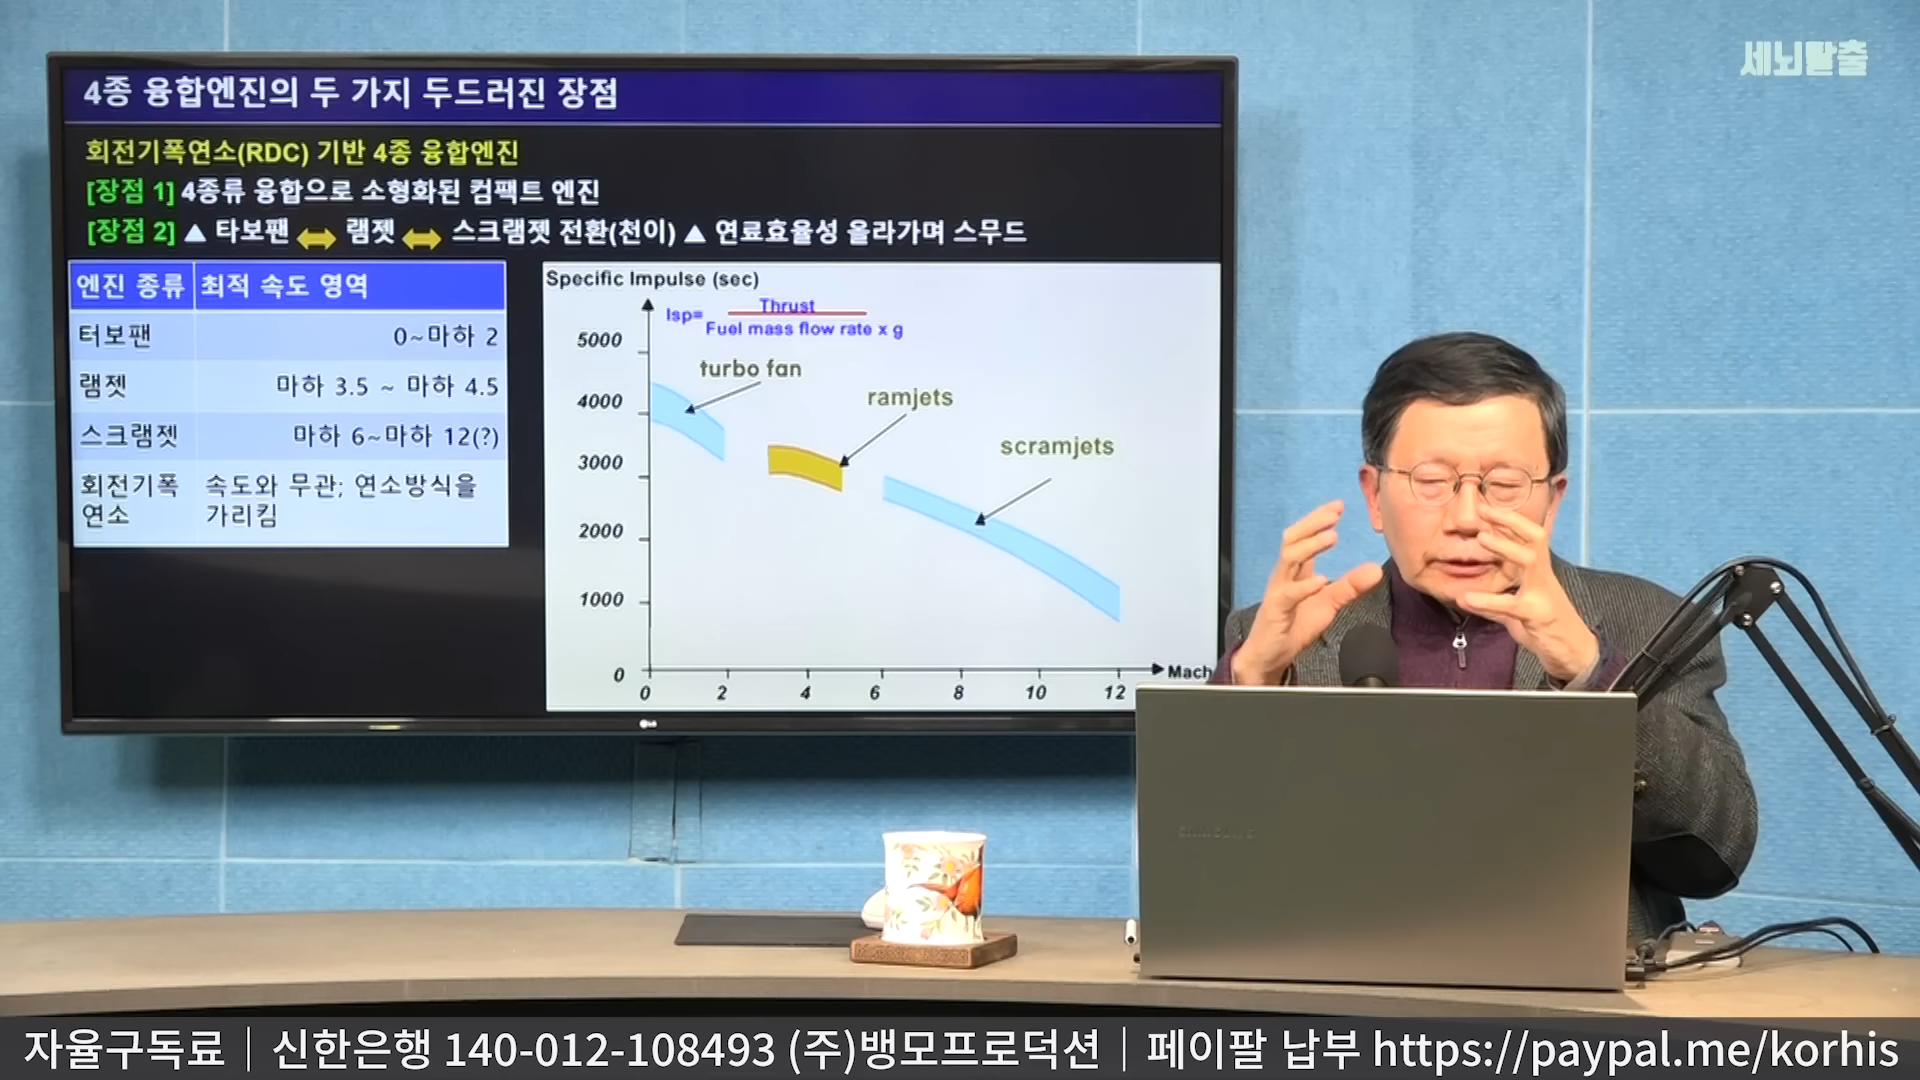 세뇌탈출
4종 융합엔진의 두 가지 두드러진 장점
회전기폭연소(RDC) 기반 4종 융합엔진
[장점 1] 4종류 융합으로 소형화된 컴팩트 엔진
[장점 2] ▲ 타보팬 ↔ 램젯 ↔ 스크램젯 전환(천이) ▲ 연료효율성 올라가며 스무드
엔진 종류 최적 속도 영역
터보팬 0~마하 2
램젯 마하 3.5 ~ 마하 4.5
스크램젯 마하 6~마하 12(?)
회전기폭 연소 속도와 무관; 연소방식을 가리킴
Specific Impulse (sec)
Isp= Thrust
Fuel mass flow rate x g
5000
4000
3000
2000
1000
0
turbo fan
ramjets
scramjets
0 2 4 6 8 10 12
Mach
LG
SAMSUNG
자율구독료｜신한은행 140-012-108493 (주)뱅모프로덕션｜페이팔 납부 https://paypal.me/korhis